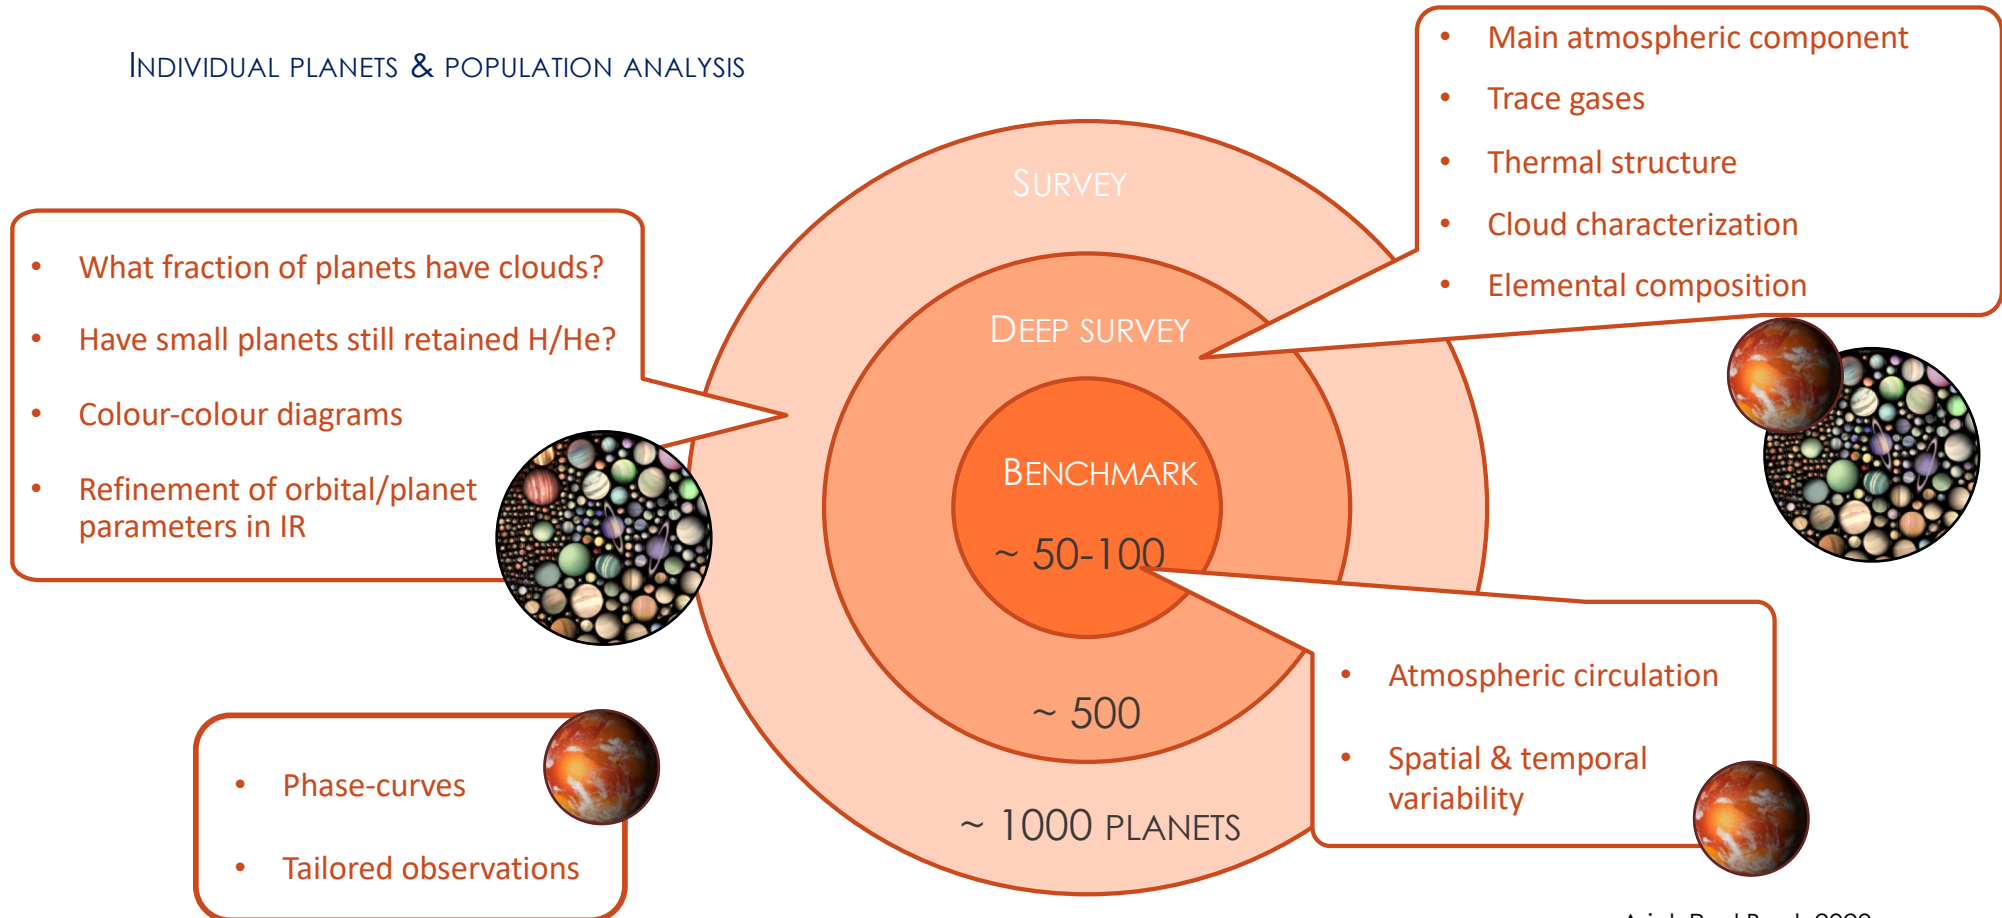 INDIVIDUAL PLANETS & POPULATION ANALYSIS
• Main atmospheric component
• Trace gases
• Thermal structure
• Cloud characterization
• Elemental composition
SURVEY
• What fraction of planets have clouds?
• Have small planets still retained H/He?
• Colour-colour diagrams
• Refinement of orbital/planet
parameters in IR
DEEP SURVEY
BENCHMARK
~ 50-100
~ 500
~ 1000 PLANETS
• Atmospheric circulation
• Spatial & temporal
variability
• Phase-curves
• Tailored observations